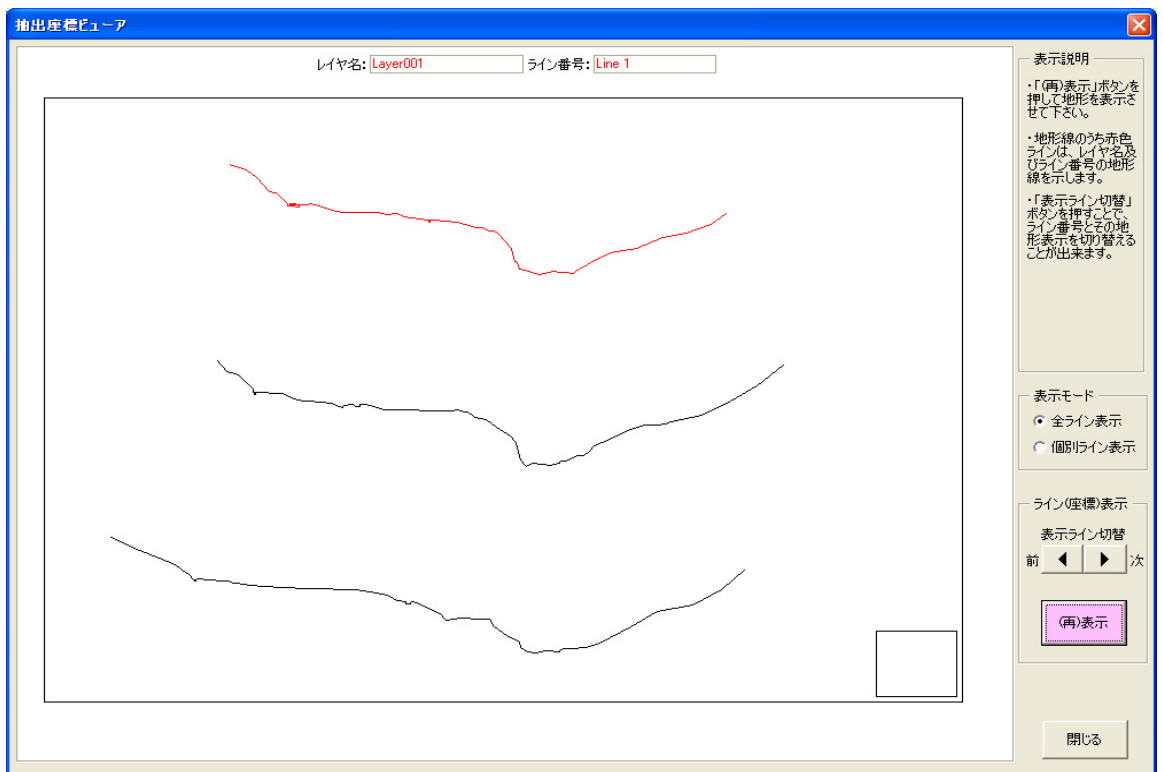 抽出座標ビューア
レイヤ名: Layer001 ライン番号: Line 1
表示説明
・「(再)表示」ボタンを
押して地形を表示さ
せて下さい。
・地形線のうち赤色
ラインは、レイヤ名及
びライン番号の地形
線を示します。
・「表示ライン切替」
ボタンを押すことで、
ライン番号とその地
形表示を切り替える
ことが出来ます。
表示モード
全ライン表示
個別ライン表示
ライン(座標)表示
表示ライン切替
前 次
(再)表示
閉じる